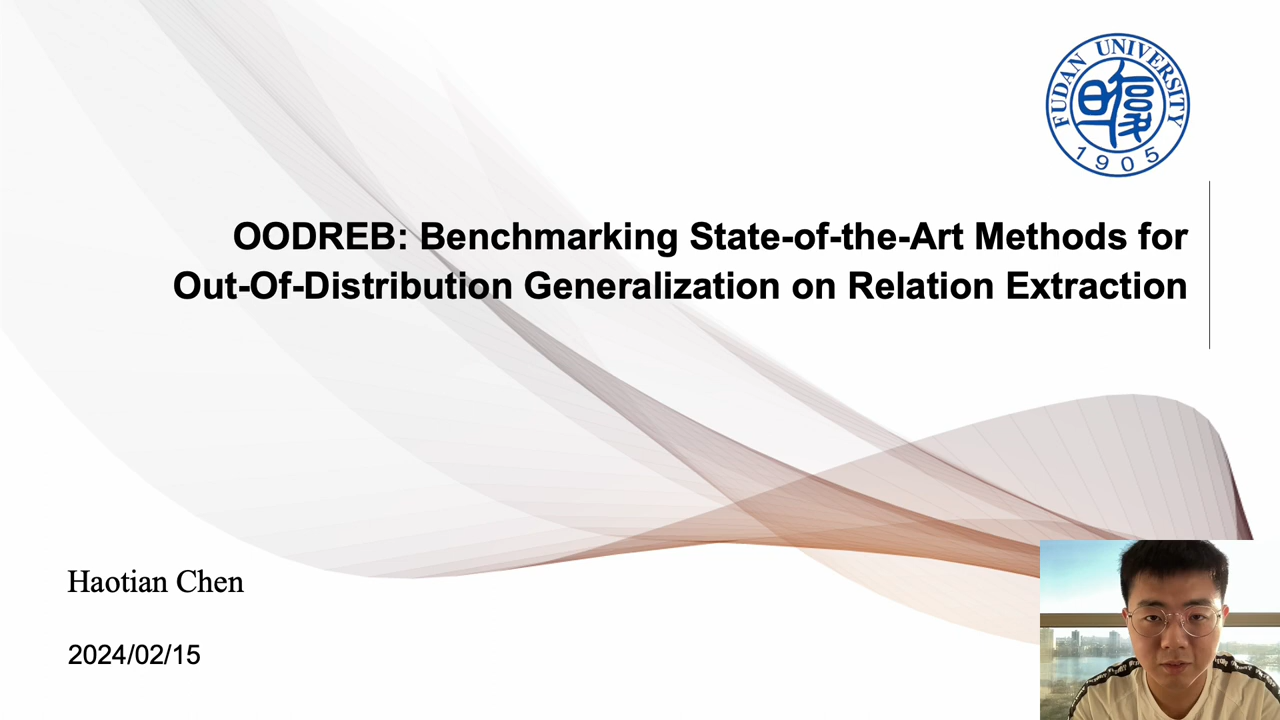 FUDAN UNIVERSITY
1905
OODREB: Benchmarking State-of-the-Art Methods for
Out-Of-Distribution Generalization on Relation Extraction
Haotian Chen
2024/02/15